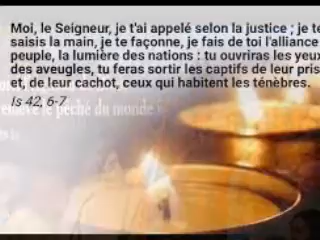 Moi, le Seigneur, je t'ai appelé selon la justice ; je te
saisis la main, je te façonne, je fais de toi l'alliance
peuple, la lumière des nations : tu ouvriras les yeux
des aveugles, tu feras sortir les captifs de leur pris
et, de leur cachot, ceux qui habitent les ténèbres.
Is 42, 6-7
le péché du monde